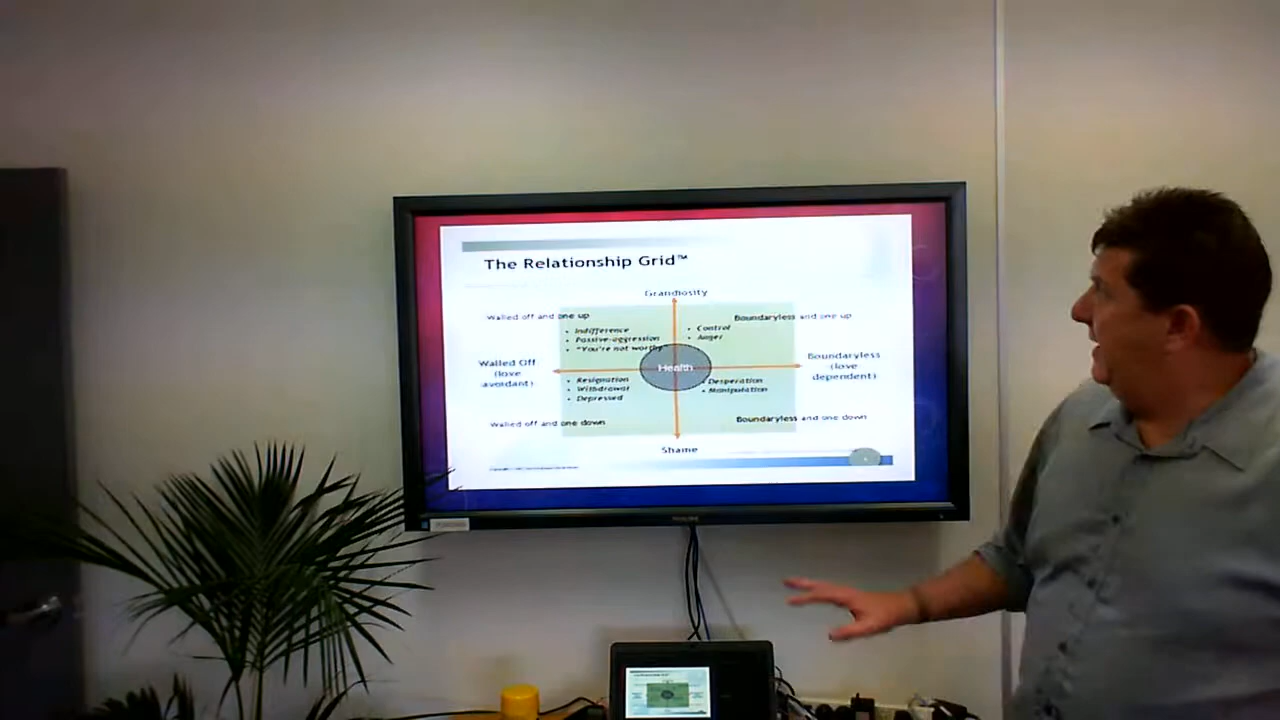 The Relationship Grid™
Grandiosity
Walled off and one up
Boundaryless and one up
• Indifference
• Passive-aggression
• "You're not worthy"
• Control
• Anger
Walled Off
(love
avoidant)
Health
Boundaryless
(love
dependent)
• Resignation
• Withdrawal
• Depressed
Desperation
• Manipulation
Walled off and one down
Boundaryless and one down
Shame